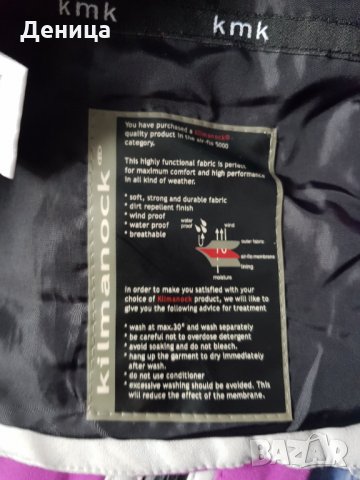 Деница
kmk
kmk
kilmanock®
You have purchased a Kilmanock®
quality product in the air-fix 5000
category.
This highly functional fabric is perfect
for maximum comfort and high performance
in all kind of weather.
* soft, strong and durable fabric
* dirt repellent finish
* wind proof
* water proof
* breathable
water proof
wind
outer fabric
air-fix-membrane
lining
moisture
In order to make you satisfied with your
choice of Kilmanock product, we will like to
give you the following advice for treatment
* wash at max.30° and wash separately
* be careful not to overdose detergent
* avoid soaking and do not bleach.
* hang up the garment to dry immediately
after wash.
* do not use conditioner
* excessive washing should be avoided. This
will reduce the effect of the membrane.
BAZAR